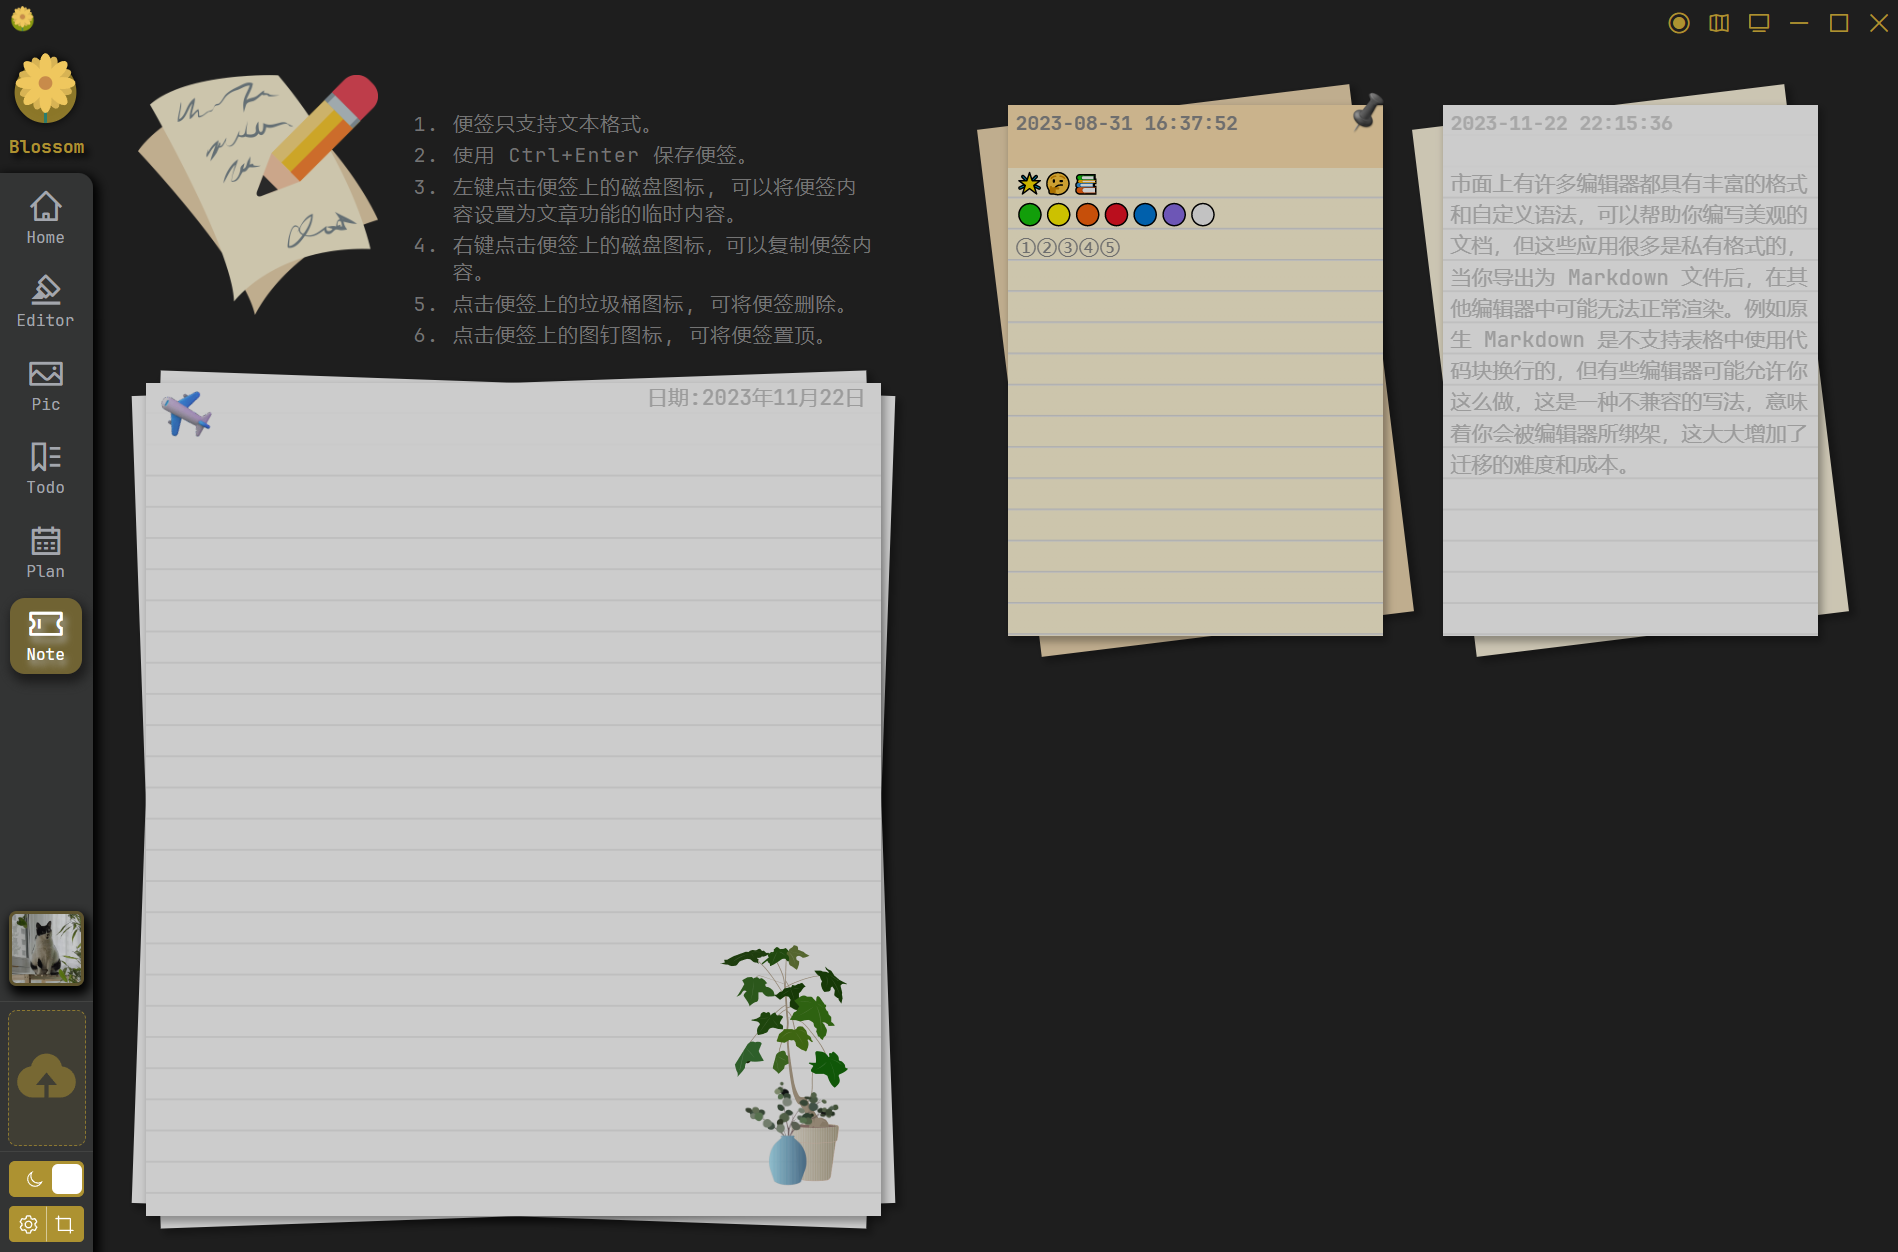 Blossom
Home
Editor
Pic
Todo
Plan
Note
1. 便签只支持文本格式。
2. 使用 Ctrl+Enter 保存便签。
3. 左键点击便签上的磁盘图标, 可以将便签内
容设置为文章功能的临时内容。
4. 右键点击便签上的磁盘图标,可以复制便签内
容。
5. 点击便签上的垃圾桶图标, 可将便签删除。
6. 点击便签上的图钉图标, 可将便签置顶。
日期:2023年11月22日
2023-08-31 16:37:52
①②③④⑤
2023-11-22 22:15:36
市面上有许多编辑器都具有丰富的格式
和自定义语法，可以帮助你编写美观的
文档，但这些应用很多是私有格式的，
当你导出为 Markdown 文件后，在其
他编辑器中可能无法正常渲染。例如原
生 Markdown 是不支持表格中使用代
码块换行的，但有些编辑器可能允许你
这么做，这是一种不兼容的写法，意味
着你会被编辑器所绑架，这大大增加了
迁移的难度和成本。